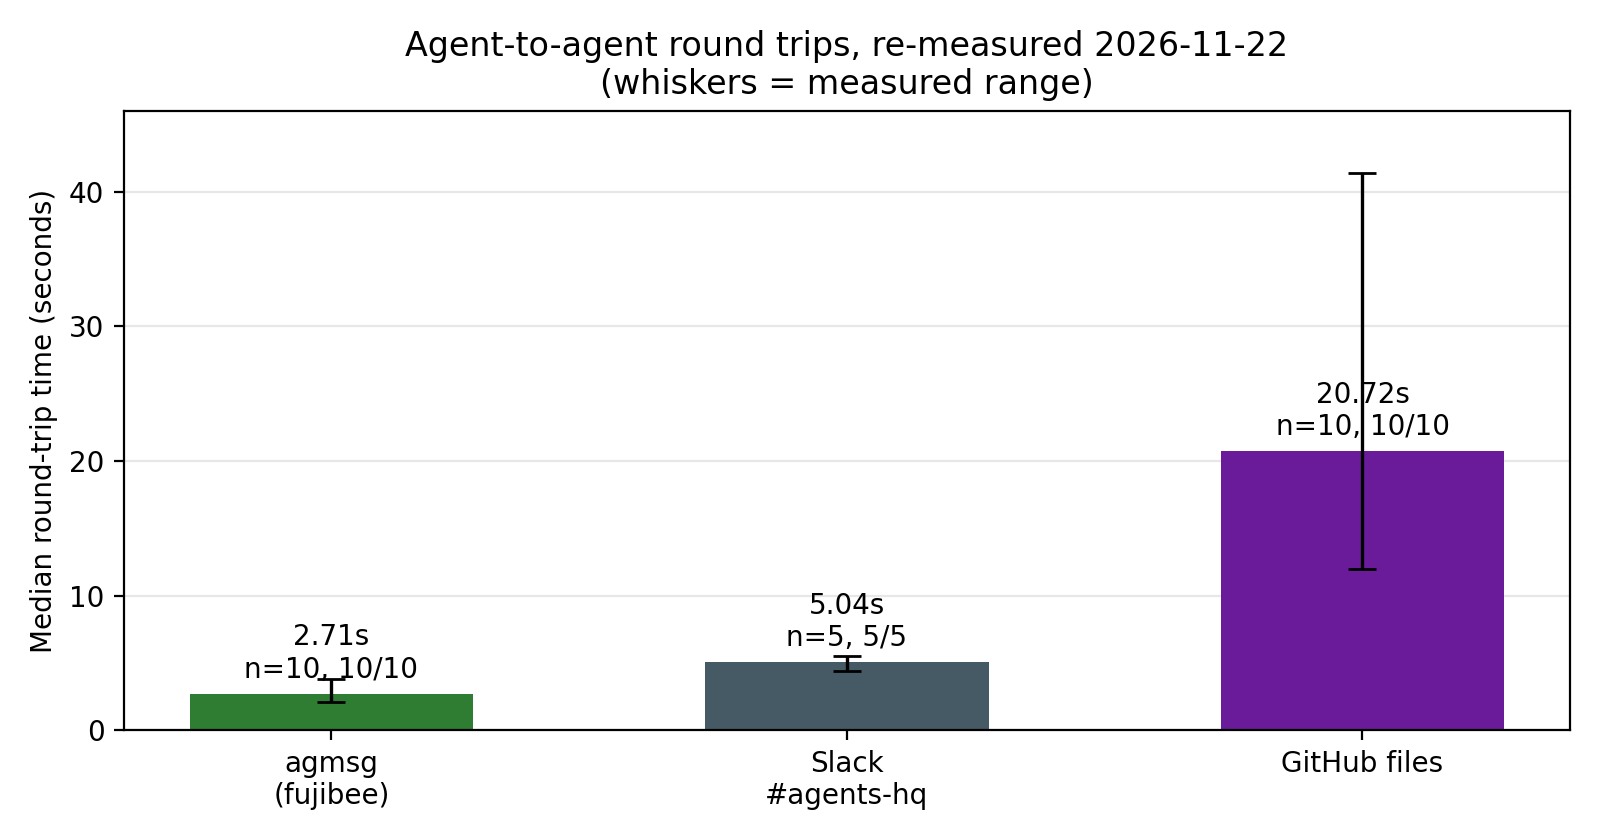 Agent-to-agent round trips, re-measured 2026-11-22
(whiskers = measured range)
Median round-trip time (seconds)
40
30
20
10
0
20.72s
n=10, 10/10
5.04s
n=5, 5/5
2.71s
n=10, 10/10
agmsg
(fujibee)
Slack
#agents-hq
GitHub files